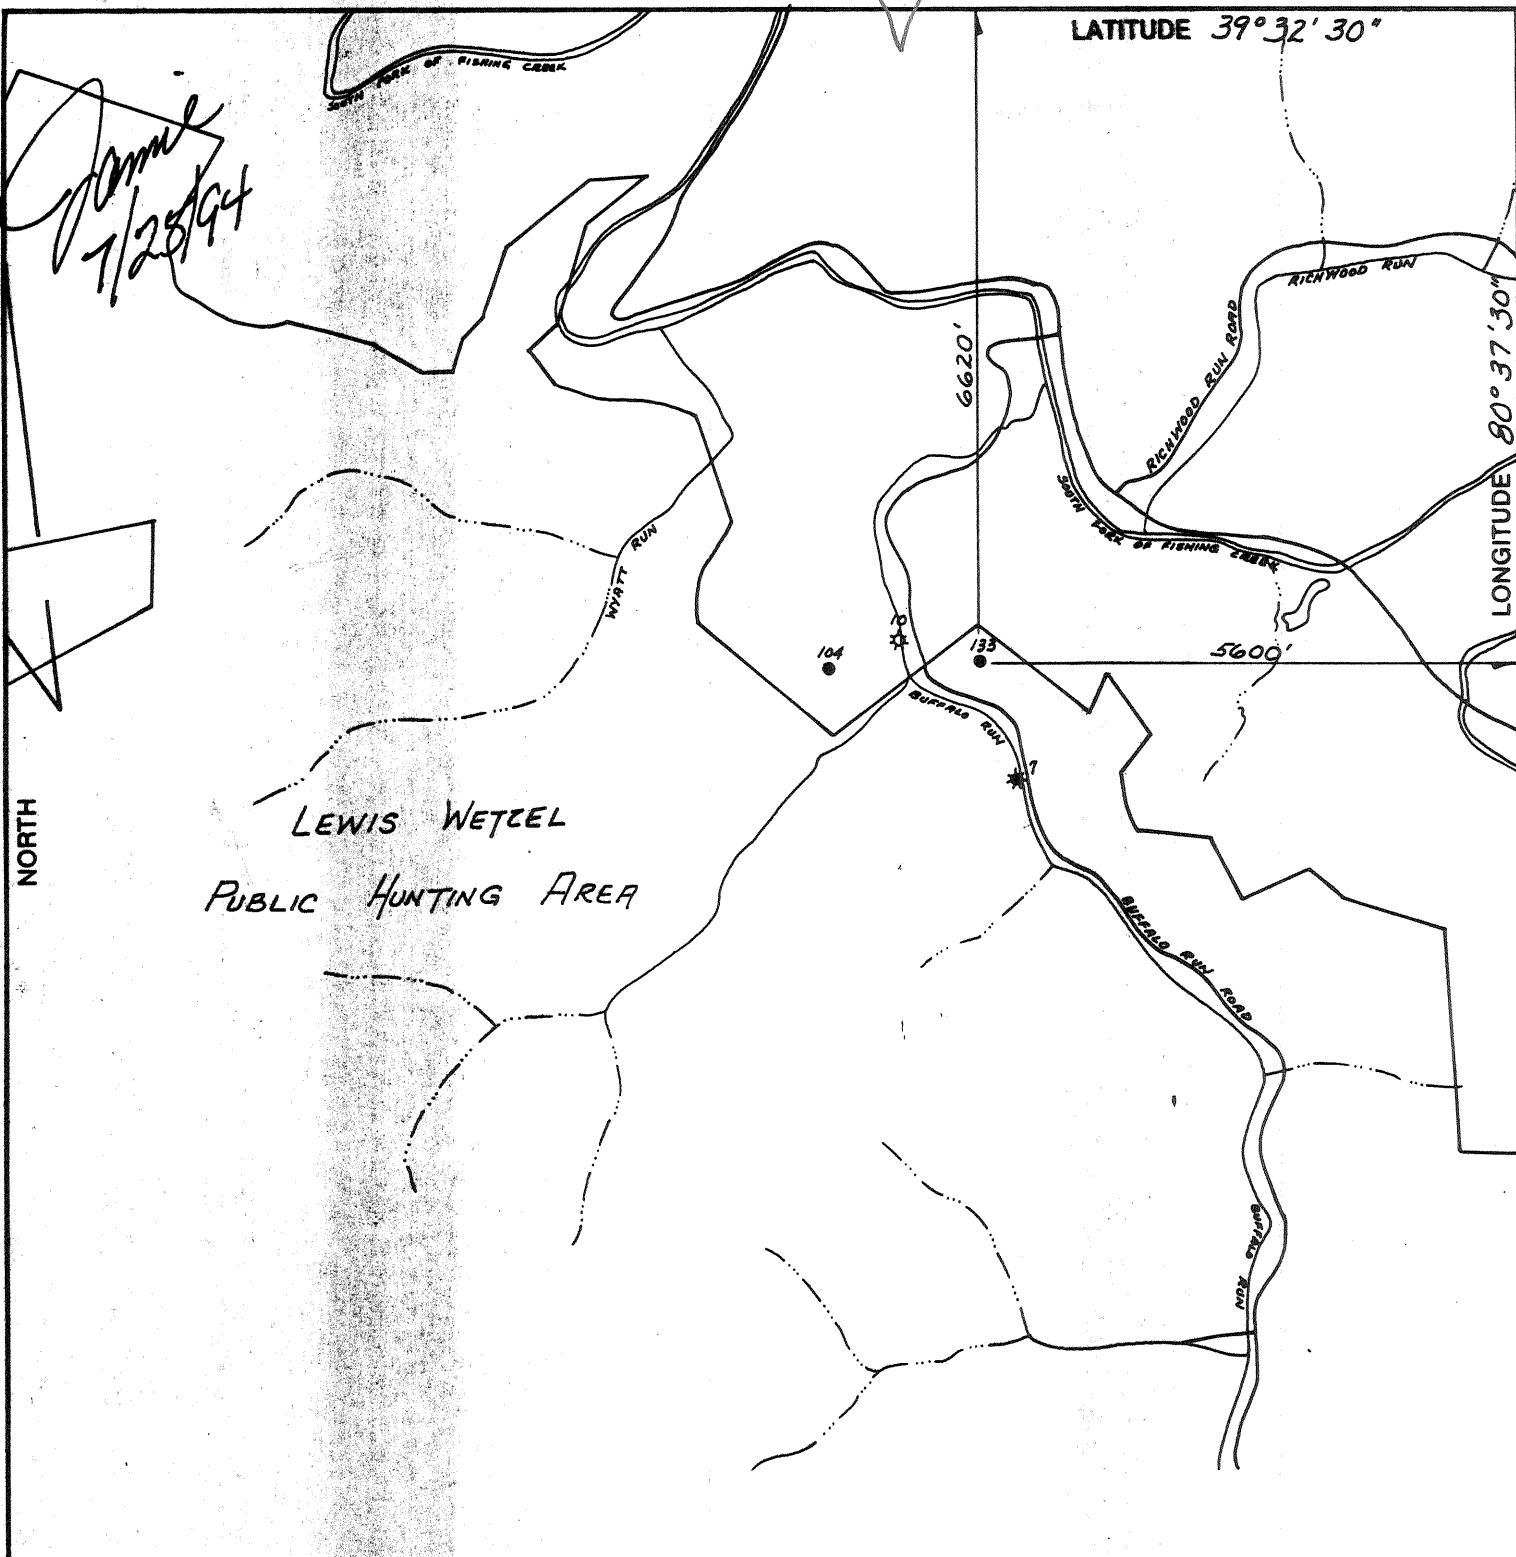 LATITUDE 39° 32' 30"
SOUTH FORK OF FISHING CREEK
Jamie
7/28/94
RICHWOOD RUN
RICHWOOD RUN ROAD
6620'
LONGITUDE 80° 37' 30"
SOUTH FORK OF FISHING CREEK
WYATT RUN
104
133
5600'
BUFFALO RUN
7
NORTH
LEWIS WETZEL
PUBLIC HUNTING AREA
BUFFALO RUN ROAD
BUFFALO RUN